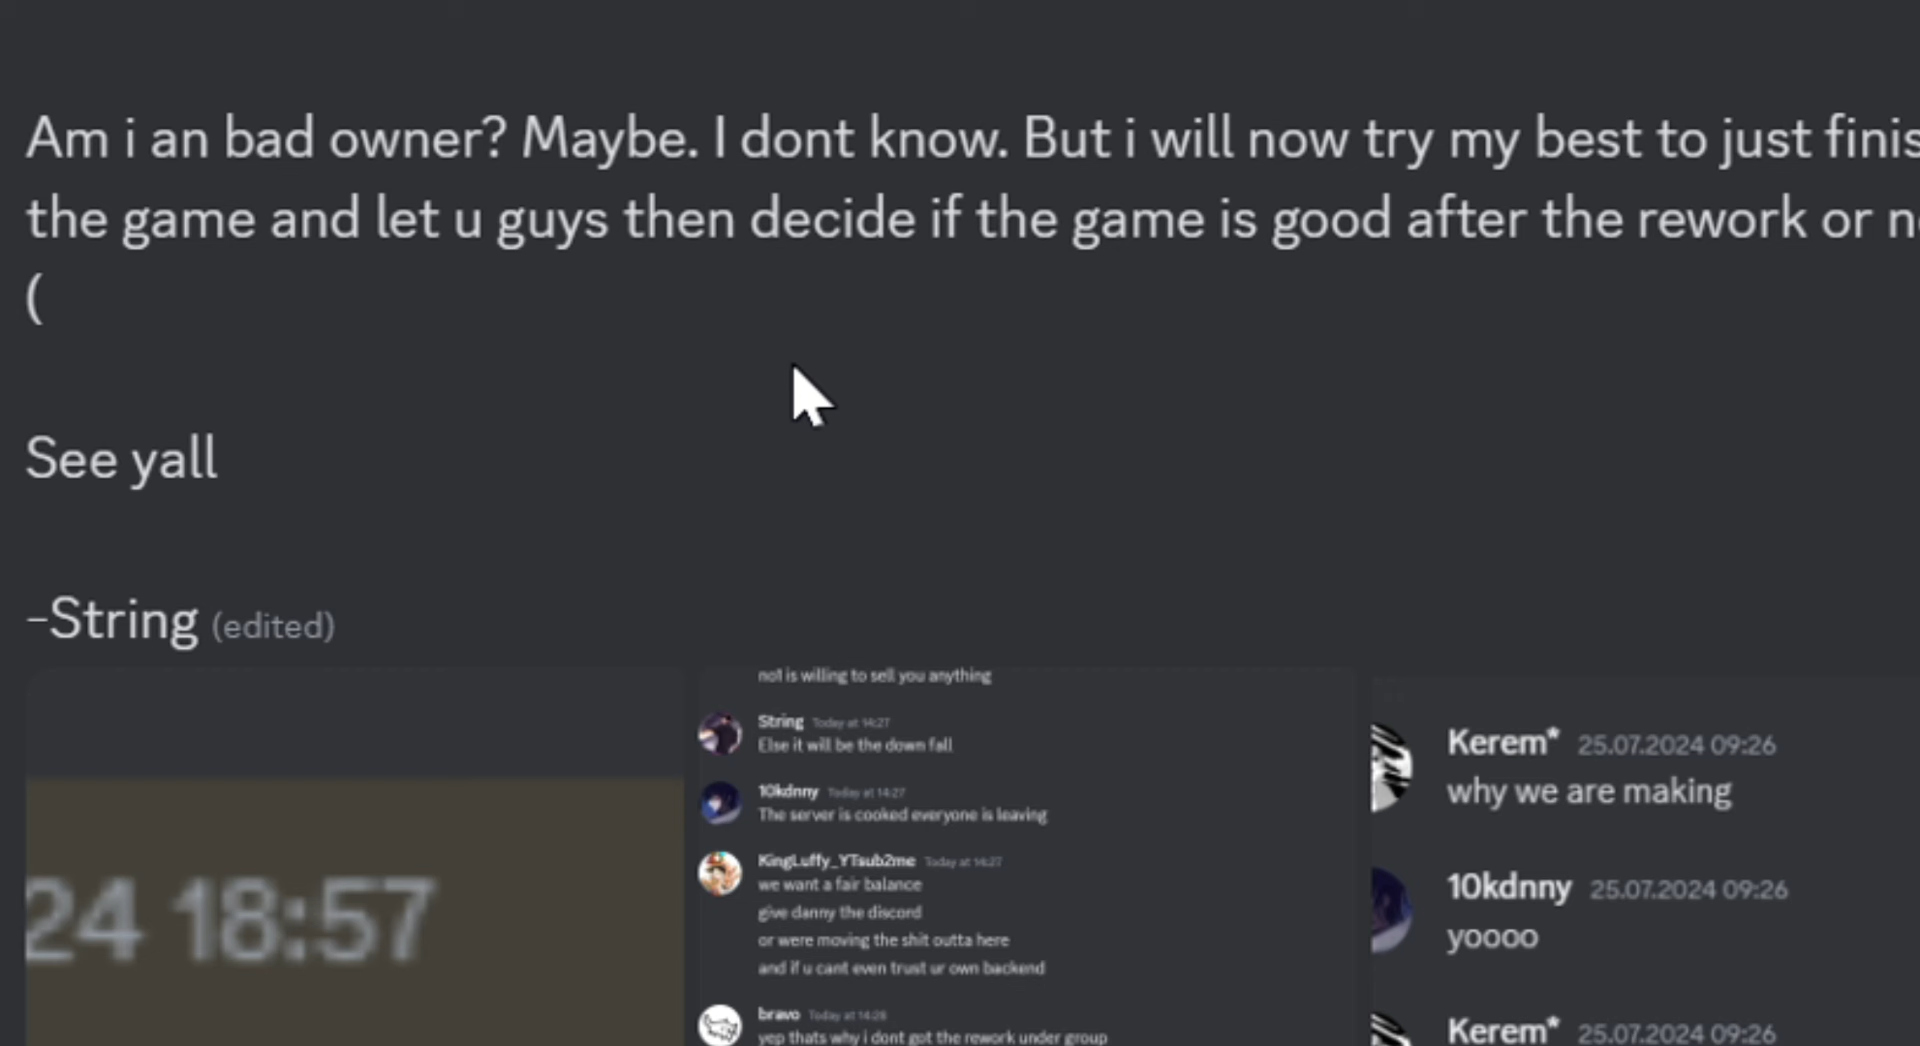 Am i an bad owner? Maybe. I dont know. But i will now try my best to just finis
the game and let u guys then decide if the game is good after the rework or n
(
See yall
-String (edited)
24 18:57
not is willing to sell you anything
String Today at 14:27
Else it will be the down fall
10kdnny Today at 14:27
The server is cooked everyone is leaving
KingLuffy_YTsub2me Today at 14:27
we want a fair balance
give danny the discord
or were moving the shit outta here
and if u cant even trust ur own backend
bravo Today at 14:28
yep thats why i dont got the rework under group
Kerem* 25.07.2024 09:26
why we are making
10kdnny 25.07.2024 09:26
yoooo
Kerem* 25.07.2024 09:26